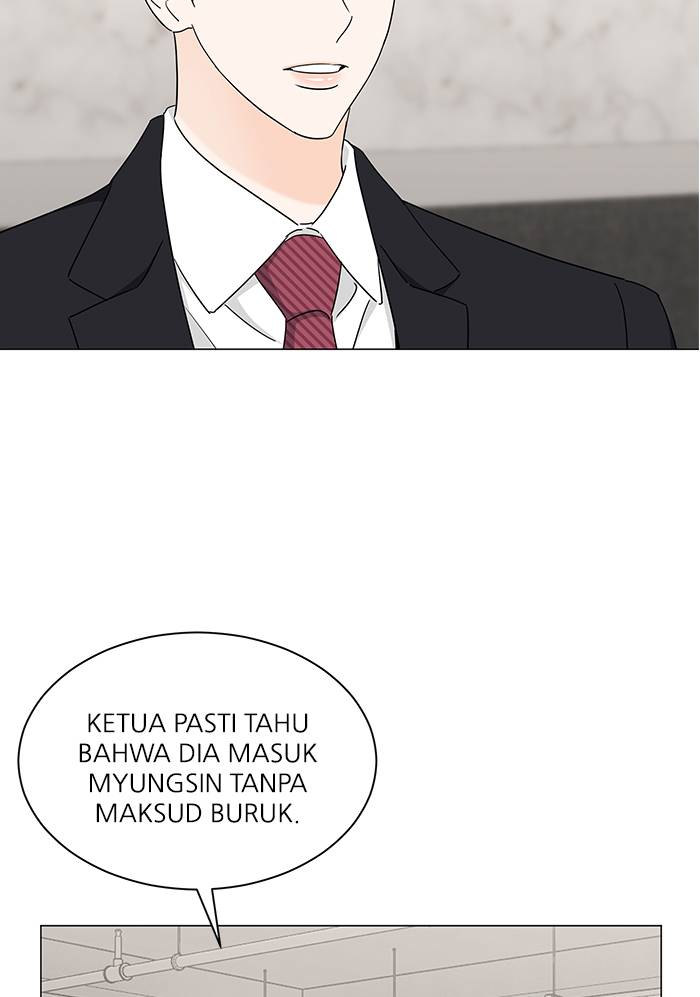 KETUA PASTI TAHU
BAHWA DIA MASUK
MYUNGSIN TANPA
MAKSUD BURUK.